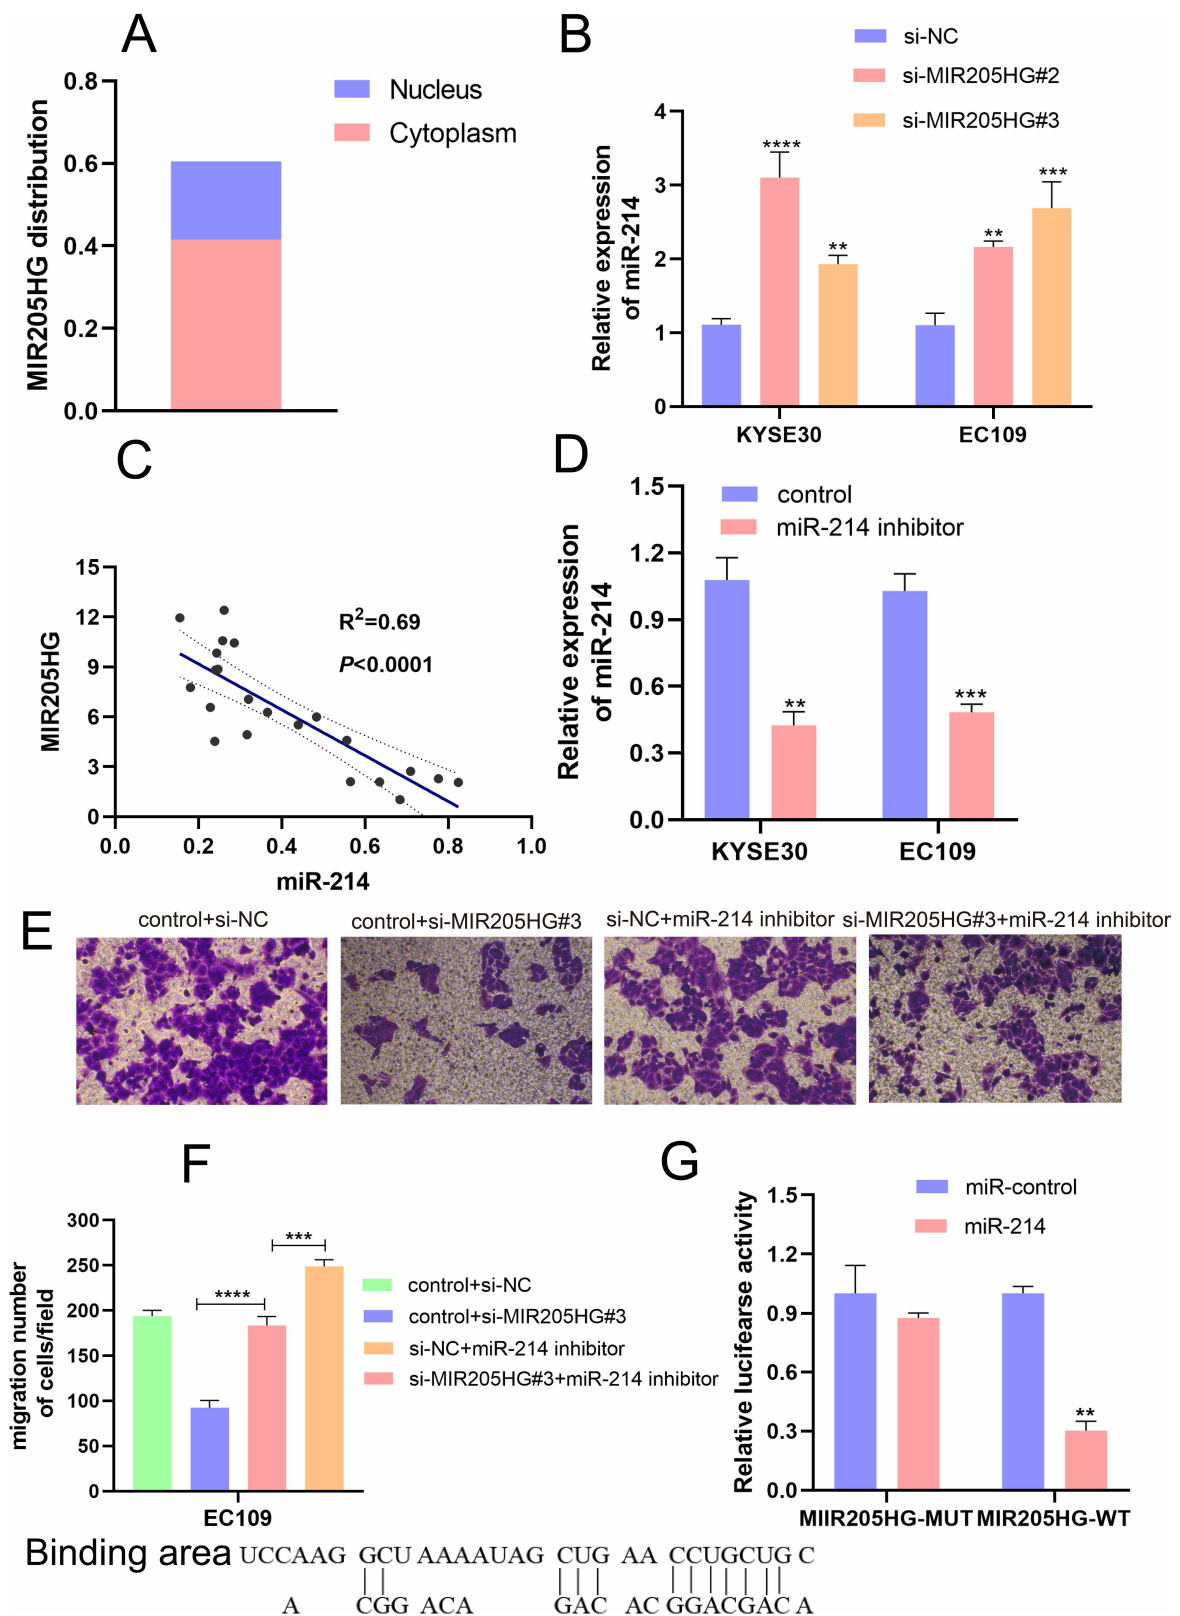 A
Nucleus
Cytoplasm
MIR205HG distribution
0.8
0.6
0.4
0.2
0.0
B
si-NC
si-MIR205HG#2
si-MIR205HG#3
Relative expression
of miR-214
4
3
2
1
0
****
**
**
***
KYSE30
EC109
C
MIR205HG
15
12
9
6
3
0
R2=0.69
P<0.0001
0.0
0.2
0.4
0.6
0.8
1.0
miR-214
D
control
miR-214 inhibitor
Relative expression
of miR-214
1.5
1.2
0.9
0.6
0.3
0.0
**
***
KYSE30
EC109
E
control+si-NC
control+si-MIR205HG#3
si-NC+miR-214 inhibitor
si-MIR205HG#3+miR-214 inhibitor
F
migration number
of cells/field
300
250
200
150
100
50
0
****
***
EC109
control+si-NC
control+si-MIR205HG#3
si-NC+miR-214 inhibitor
si-MIR205HG#3+miR-214 inhibitor
G
miR-control
miR-214
Relative lucifearse activity
1.5
1.2
0.9
0.6
0.3
0.0
**
MIIR205HG-MUT
MIR205HG-WT
Binding area UCCAAG GCU AAAAUAG CUG AA CCUGCUG C
A CGG ACA GAC AC GGACGAC A